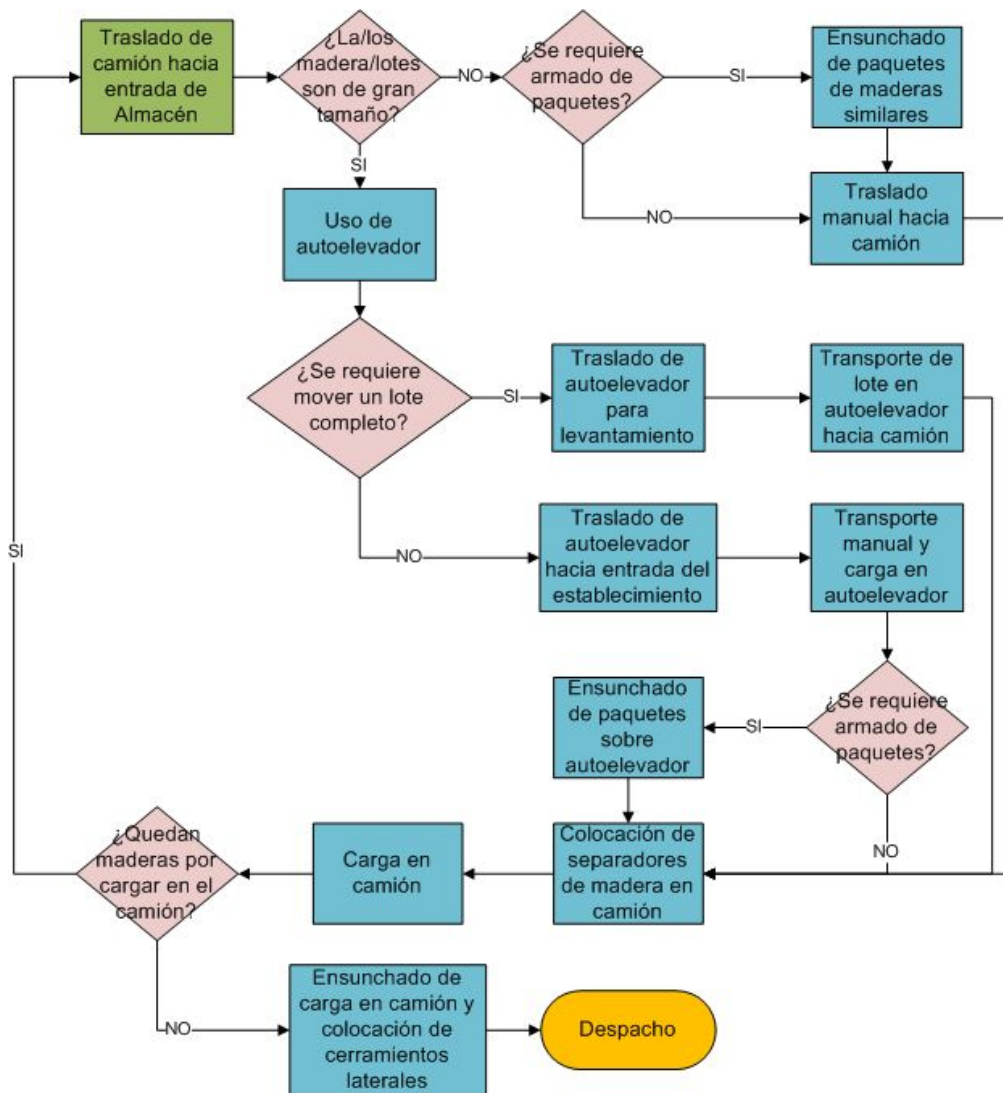 Traslado de
camión hacia
entrada de
Almacén
¿La/los
madera/lotes
son de gran
tamaño?
NO
¿Se requiere
armado de
paquetes?
SI
Ensunchado
de paquetes
de maderas
similares
SI
NO
Traslado
manual hacia
camión
Uso de
autoelevador
¿Se requiere
mover un lote
completo?
SI
Traslado de
autoelevador
para
levantamiento
Transporte de
lote en
autoelevador
hacia camión
NO
Traslado de
autoelevador
hacia entrada del
establecimiento
Transporte
manual y
carga en
autoelevador
SI
¿Se requiere
armado de
paquetes?
SI
Ensunchado
de paquetes
sobre
autoelevador
NO
Colocación de
separadores
de madera en
camión
Carga en
camión
¿Quedan
maderas por
cargar en el
camión?
NO
Ensunchado de
carga en camión y
colocación de
cerramientos
laterales
Despacho